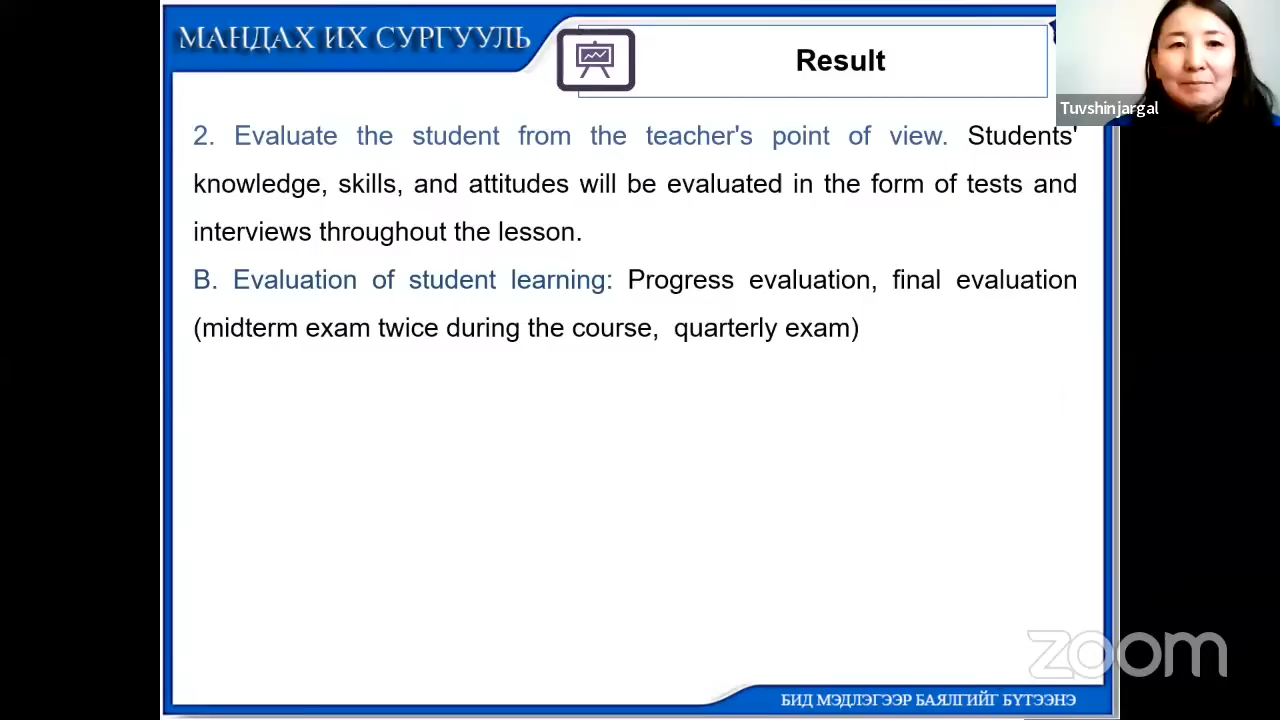 МАНДАХ ИХ СУРГУУЛЬ
Result
Tuvshinjargal
2. Evaluate the student from the teacher's point of view. Students'
knowledge, skills, and attitudes will be evaluated in the form of tests and
interviews throughout the lesson.
B. Evaluation of student learning: Progress evaluation, final evaluation
(midterm exam twice during the course, quarterly exam)
zoom
БИД МЭДЛЭГЭЭР БАЯЛГИЙГ БҮТЭЭНЭ